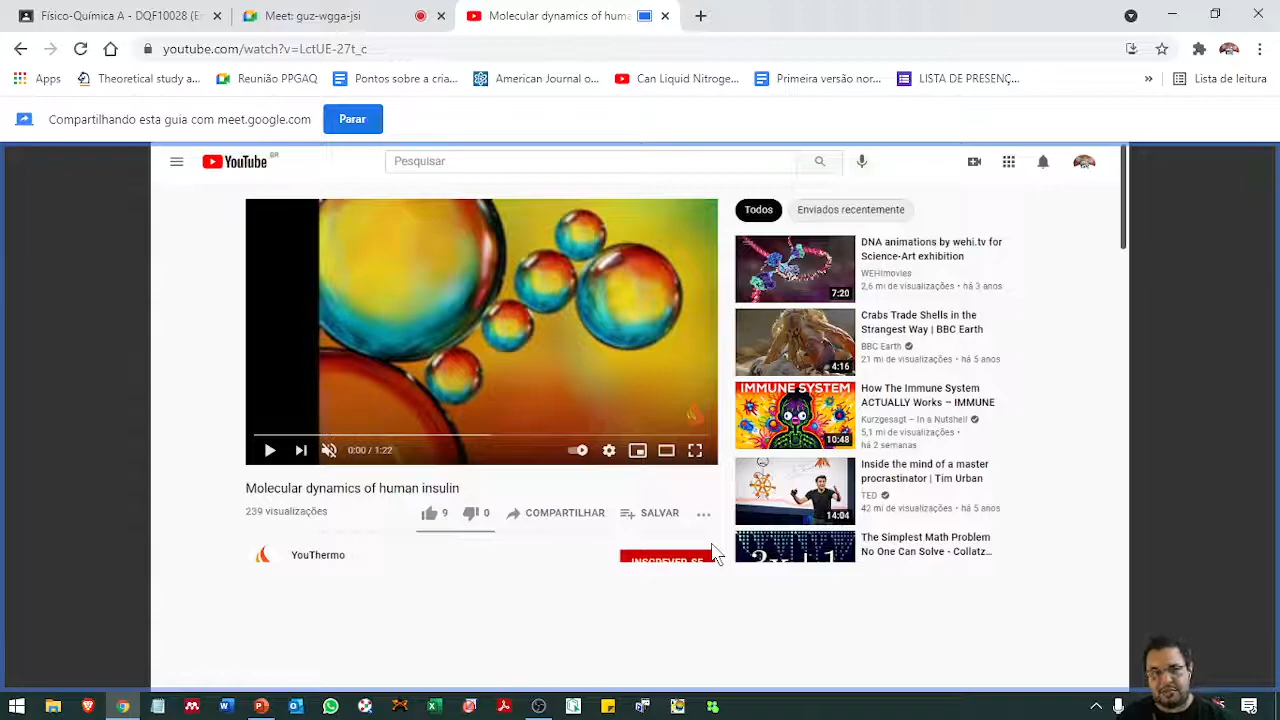 Pessoas - DQF10028 (E
Meet guz-wggg-jsi
Molecular dynamics of huma
youtube.com/watch?v=LctUE-27t_c
Apps
Theoretical study a...
Reunião PPGAQ
Pontos sobre a cria...
American Journal o...
Can Liquid Nitroge...
Primeira versão nor...
LISTA DE PRESENÇ...
»
Lista de leitura
Compartilhando esta guia com meet.google.com
Parar
YouTube BR
Pesquisar
Todos
Enviados recentemente
DNA animations by wehi.tv for
Science-Art exhibition
WEHImovies
2,6 mi de visualizações • há 3 anos
7:20
Crabs Trade Shells in the
Strangest Way | BBC Earth
BBC Earth
21 mi de visualizações • há 5 anos
4:16
IMMUNE SYSTEM
How The Immune System
ACTUALLY Works – IMMUNE
Kurzgesagt – In a Nutshell
5,1 mi de visualizações •
há 2 semanas
10:48
0:00 / 1:22
Molecular dynamics of human insulin
239 visualizações
9
0
COMPARTILHAR
SALVAR
Inside the mind of a master
procrastinator | Tim Urban
TED
42 mi de visualizações • há 5 anos
14:04
YouThermo
INSCREVER-SE
The Simplest Math Problem
No One Can Solve - Collatz...
3x+1